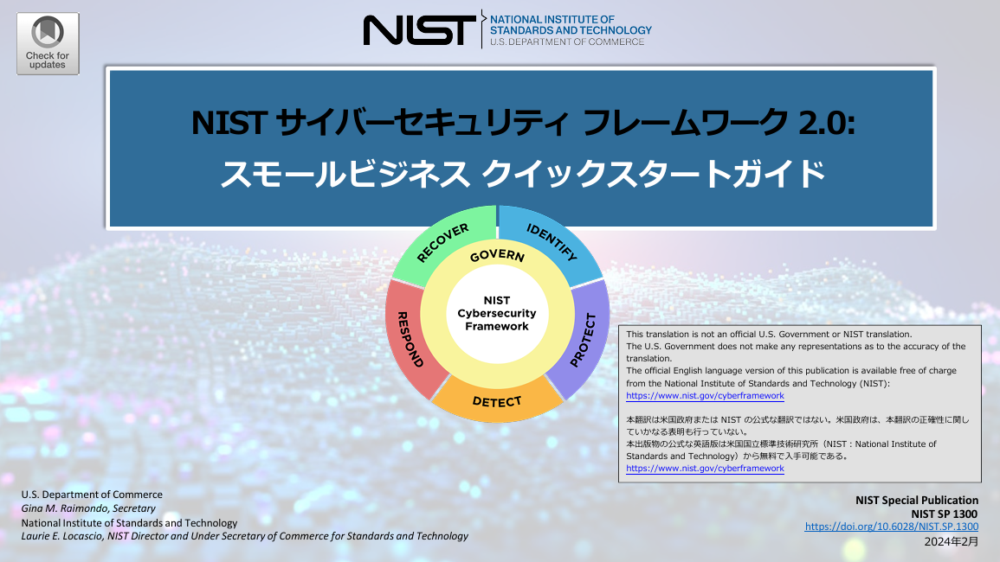 Check for
updates
NIST
NATIONAL INSTITUTE OF
STANDARDS AND TECHNOLOGY
U.S. DEPARTMENT OF COMMERCE
NIST サイバーセキュリティ フレームワーク 2.0:
スモールビジネス クイックスタートガイド
RECOVER
IDENTIFY
GOVERN
NIST
Cybersecurity
Framework
RESPOND
PROTECT
DETECT
This translation is not an official U.S. Government or NIST translation.
The U.S. Government does not make any representations as to the accuracy of the
translation.
The official English language version of this publication is available free of charge
from the National Institute of Standards and Technology (NIST):
https://www.nist.gov/cyberframework
本翻訳は米国政府または NIST の公式な翻訳ではない。米国政府は、本翻訳の正確性に関し
ていかなる表明も行っていない。
本出版物の公式な英語版は米国国立標準技術研究所（NIST：National Institute of
Standards and Technology）から無料で入手可能である。
https://www.nist.gov/cyberframework
U.S. Department of Commerce
Gina M. Raimondo, Secretary
National Institute of Standards and Technology
Laurie E. Locascio, NIST Director and Under Secretary of Commerce for Standards and Technology
NIST Special Publication
NIST SP 1300
https://doi.org/10.6028/NIST.SP.1300
2024年2月